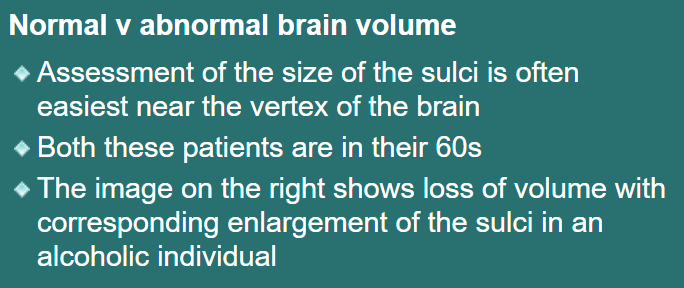 Normal v abnormal brain volume
Assessment of the size of the sulci is often
easiest near the vertex of the brain
Both these patients are in their 60s
The image on the right shows loss of volume with
corresponding enlargement of the sulci in an
alcoholic individual